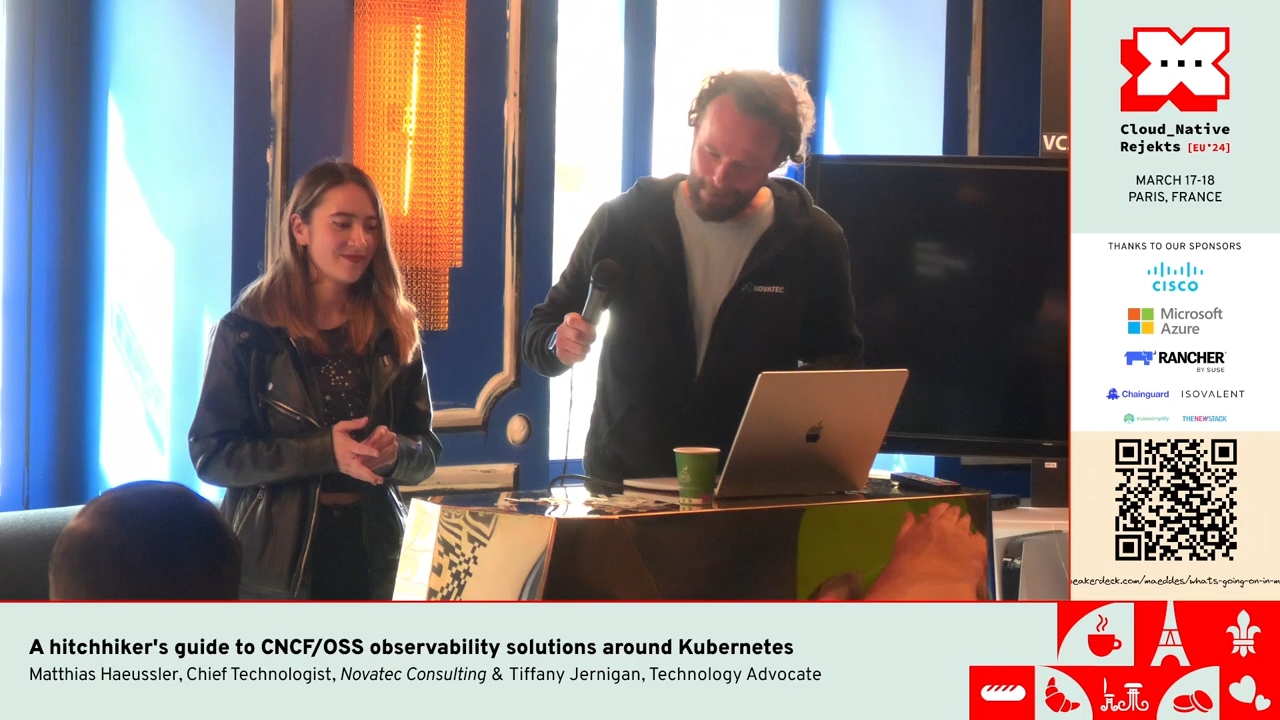 VC
NOVATEC
Cloud_Native
Rejekts [EU'24]
MARCH 17-18
PARIS, FRANCE
THANKS TO OUR SPONSORS
CISCO
Microsoft
Azure
RANCHER
BY SUSE
Chainguard ISOVALENT
kubesimplify THENEWSTACK
peakerdeck.com/maeddes/whats-going-on-in-m
A hitchhiker's guide to CNCF/OSS observability solutions around Kubernetes
Matthias Haeussler, Chief Technologist, Novatec Consulting & Tiffany Jernigan, Technology Advocate